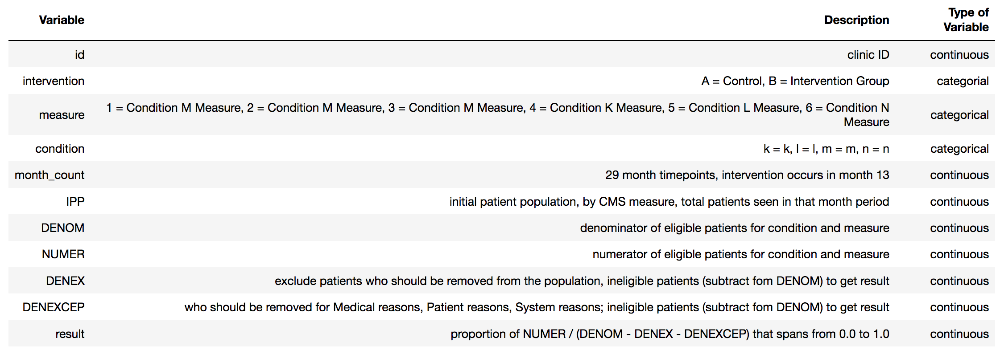 Variable Description Type of Variable
id clinic ID continuous
intervention A = Control, B = Intervention Group categorial
measure 1 = Condition M Measure, 2 = Condition M Measure, 3 = Condition M Measure, 4 = Condition K Measure, 5 = Condition L Measure, 6 = Condition N
Measure categorical
condition k = k, l = l, m = m, n = n categorical
month_count 29 month timepoints, intervention occurs in month 13 continuous
IPP initial patient population, by CMS measure, total patients seen in that month period continuous
DENOM denominator of eligible patients for condition and measure continuous
NUMER numerator of eligible patients for condition and measure continuous
DENEX exclude patients who should be removed from the population, ineligible patients (subtract fom DENOM) to get result continuous
DENEXCEP who should be removed for Medical reasons, Patient reasons, System reasons; ineligible patients (subtract fom DENOM) to get result continuous
result proportion of NUMER / (DENOM - DENEX - DENEXCEP) that spans from 0.0 to 1.0 continuous